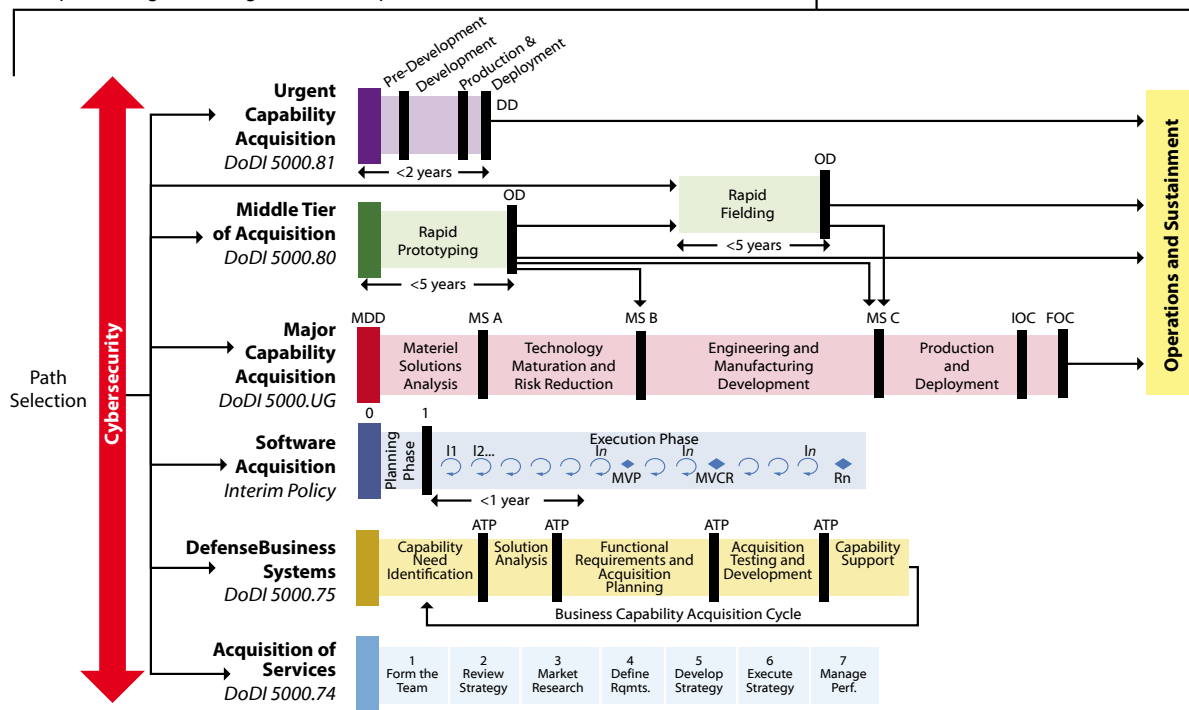 Pre-Development
Development
Production &
Deployment
Urgent
Capability
Acquisition
DoDI 5000.81
DD
<2 years
OD
Rapid
Fielding
<5 years
Middle Tier
of Acquisition
DoDI 5000.80
OD
Rapid
Prototyping
<5 years
Operations and Sustainment
Cybersecurity
Path
Selection
Major
Capability
Acquisition
DoDI 5000.UG
MDD
MS A
MS B
MS C
IOC
FOC
Materiel
Solutions
Analysis
Technology
Maturation and
Risk Reduction
Engineering and
Manufacturing
Development
Production
and
Deployment
Software
Acquisition
Interim Policy
0
1
Planning
Phase
Execution Phase
I1
I2...
In
In
In
MVP
MVCR
Rn
<1 year
DefenseBusiness
Systems
DoDI 5000.75
ATP
ATP
ATP
ATP
Capability
Need
Identification
Solution
Analysis
Functional
Requirements and
Acquisition
Planning
Acquisition
Testing and
Development
Capability
Support
Business Capability Acquisition Cycle
Acquisition of
Services
DoDI 5000.74
1
Form the
Team
2
Review
Strategy
3
Market
Research
4
Define
Rqmts.
5
Develop
Strategy
6
Execute
Strategy
7
Manage
Perf.